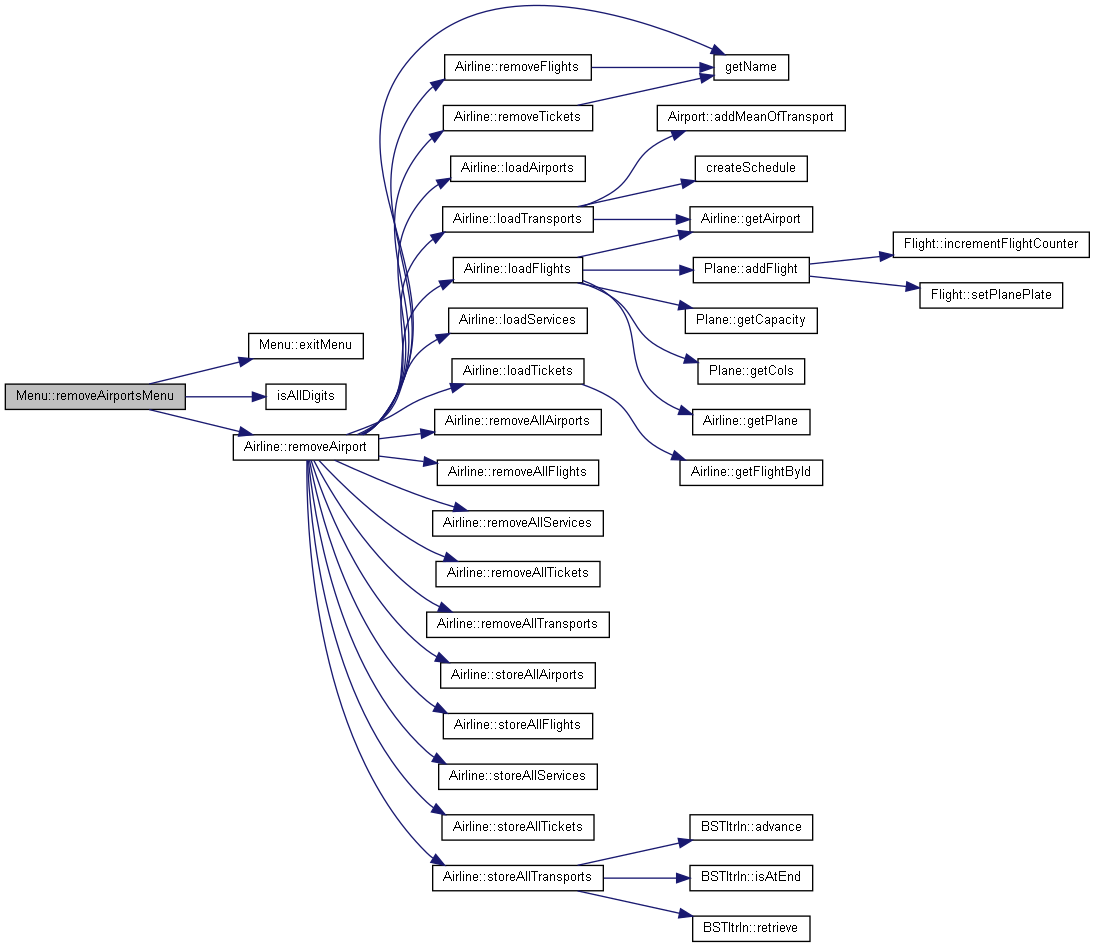 Airline::removeFlights
getName
Airline::removeTickets
Airport::addMeanOfTransport
Airline::loadAirports
createSchedule
Airline::loadTransports
Airline::getAirport
Flight::incrementFlightCounter
Airline::loadFlights
Plane::addFlight
Flight::setPlanePlate
Airline::loadServices
Plane::getCapacity
Menu::exitMenu
Airline::loadTickets
Plane::getCols
Menu::removeAirportsMenu
isAllDigits
Airline::removeAllAirports
Airline::getPlane
Airline::removeAirport
Airline::removeAllFlights
Airline::getFlightById
Airline::removeAllServices
Airline::removeAllTickets
Airline::removeAllTransports
Airline::storeAllAirports
Airline::storeAllFlights
Airline::storeAllServices
Airline::storeAllTickets
BSTItrIn::advance
Airline::storeAllTransports
BSTItrIn::isAtEnd
BSTItrIn::retrieve